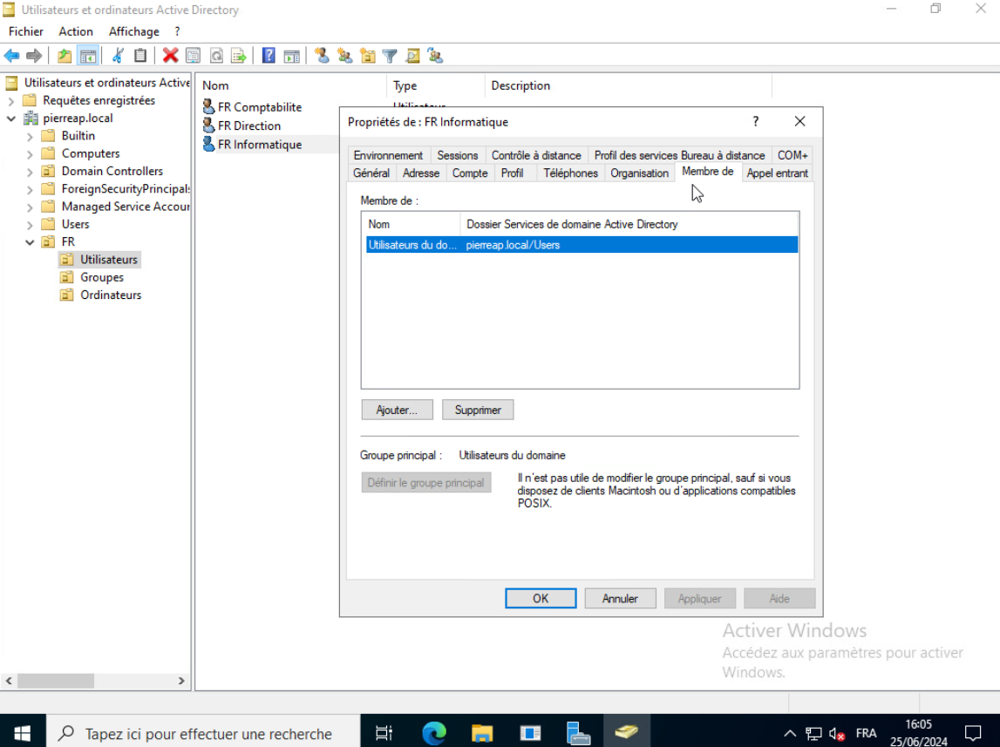 Utilisateurs et ordinateurs Active Directory
Fichier Action Affichage ?
Utilisateurs et ordinateurs Active
Requêtes enregistrées
pierreap.local
Builtin
Computers
Domain Controllers
ForeignSecurityPrincipals
Managed Service Accour
Users
FR
Utilisateurs
Groupes
Ordinateurs
Nom Type Description
FR Comptabilite Utilisateur
FR Direction
FR Informatique
Propriétés de : FR Informatique ?
Environnement Sessions Contrôle à distance Profil des services Bureau à distance COM+
Général Adresse Compte Profil Téléphones Organisation Membre de Appel entrant
Membre de :
Nom Dossier Services de domaine Active Directory
Utilisateurs du do... pierreap.local/Users
Ajouter... Supprimer
Groupe principal : Utilisateurs du domaine
Définir le groupe principal
Il n'est pas utile de modifier le groupe principal, sauf si vous
disposez de clients Macintosh ou d'applications compatibles
POSIX.
OK Annuler Appliquer Aide
Activer Windows
Accédez aux paramètres pour activer
Windows.
Tapez ici pour effectuer une recherche
FRA
16:05
25/06/2024